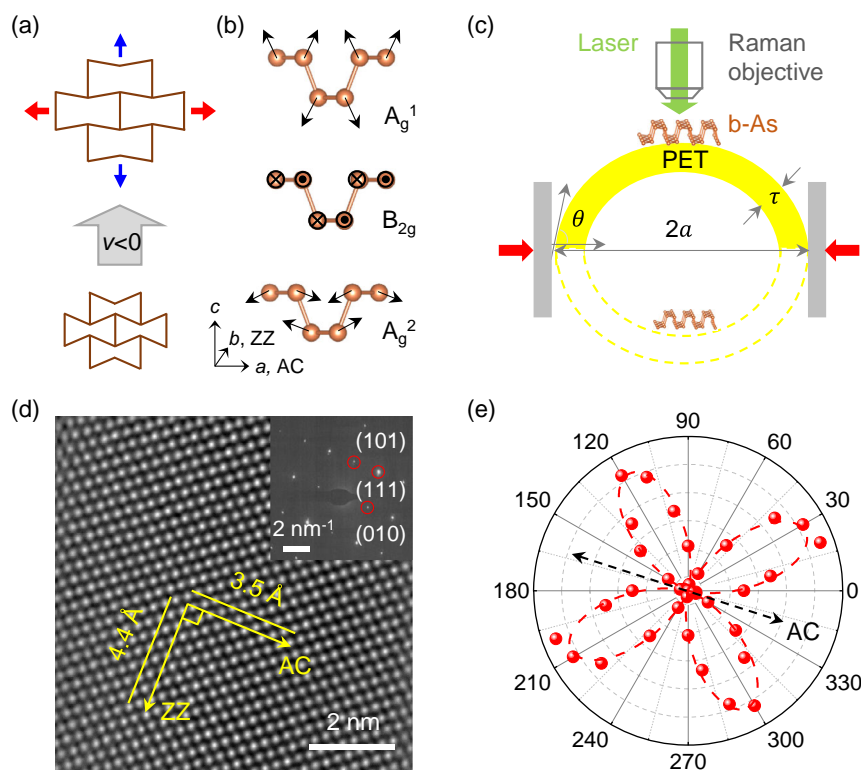 (a)
ν<0
(b)
A_g^1
B_2g
A_g^2
c
b, ZZ
a, AC
(c)
Laser
Raman
objective
b-As
PET
τ
θ
2a
(d)
(101)
(111)
(010)
2 nm⁻¹
3.5 Å
4.4 Å
AC
ZZ
2 nm
(e)
90
120
60
150
30
180
0
AC
210
330
240
300
270